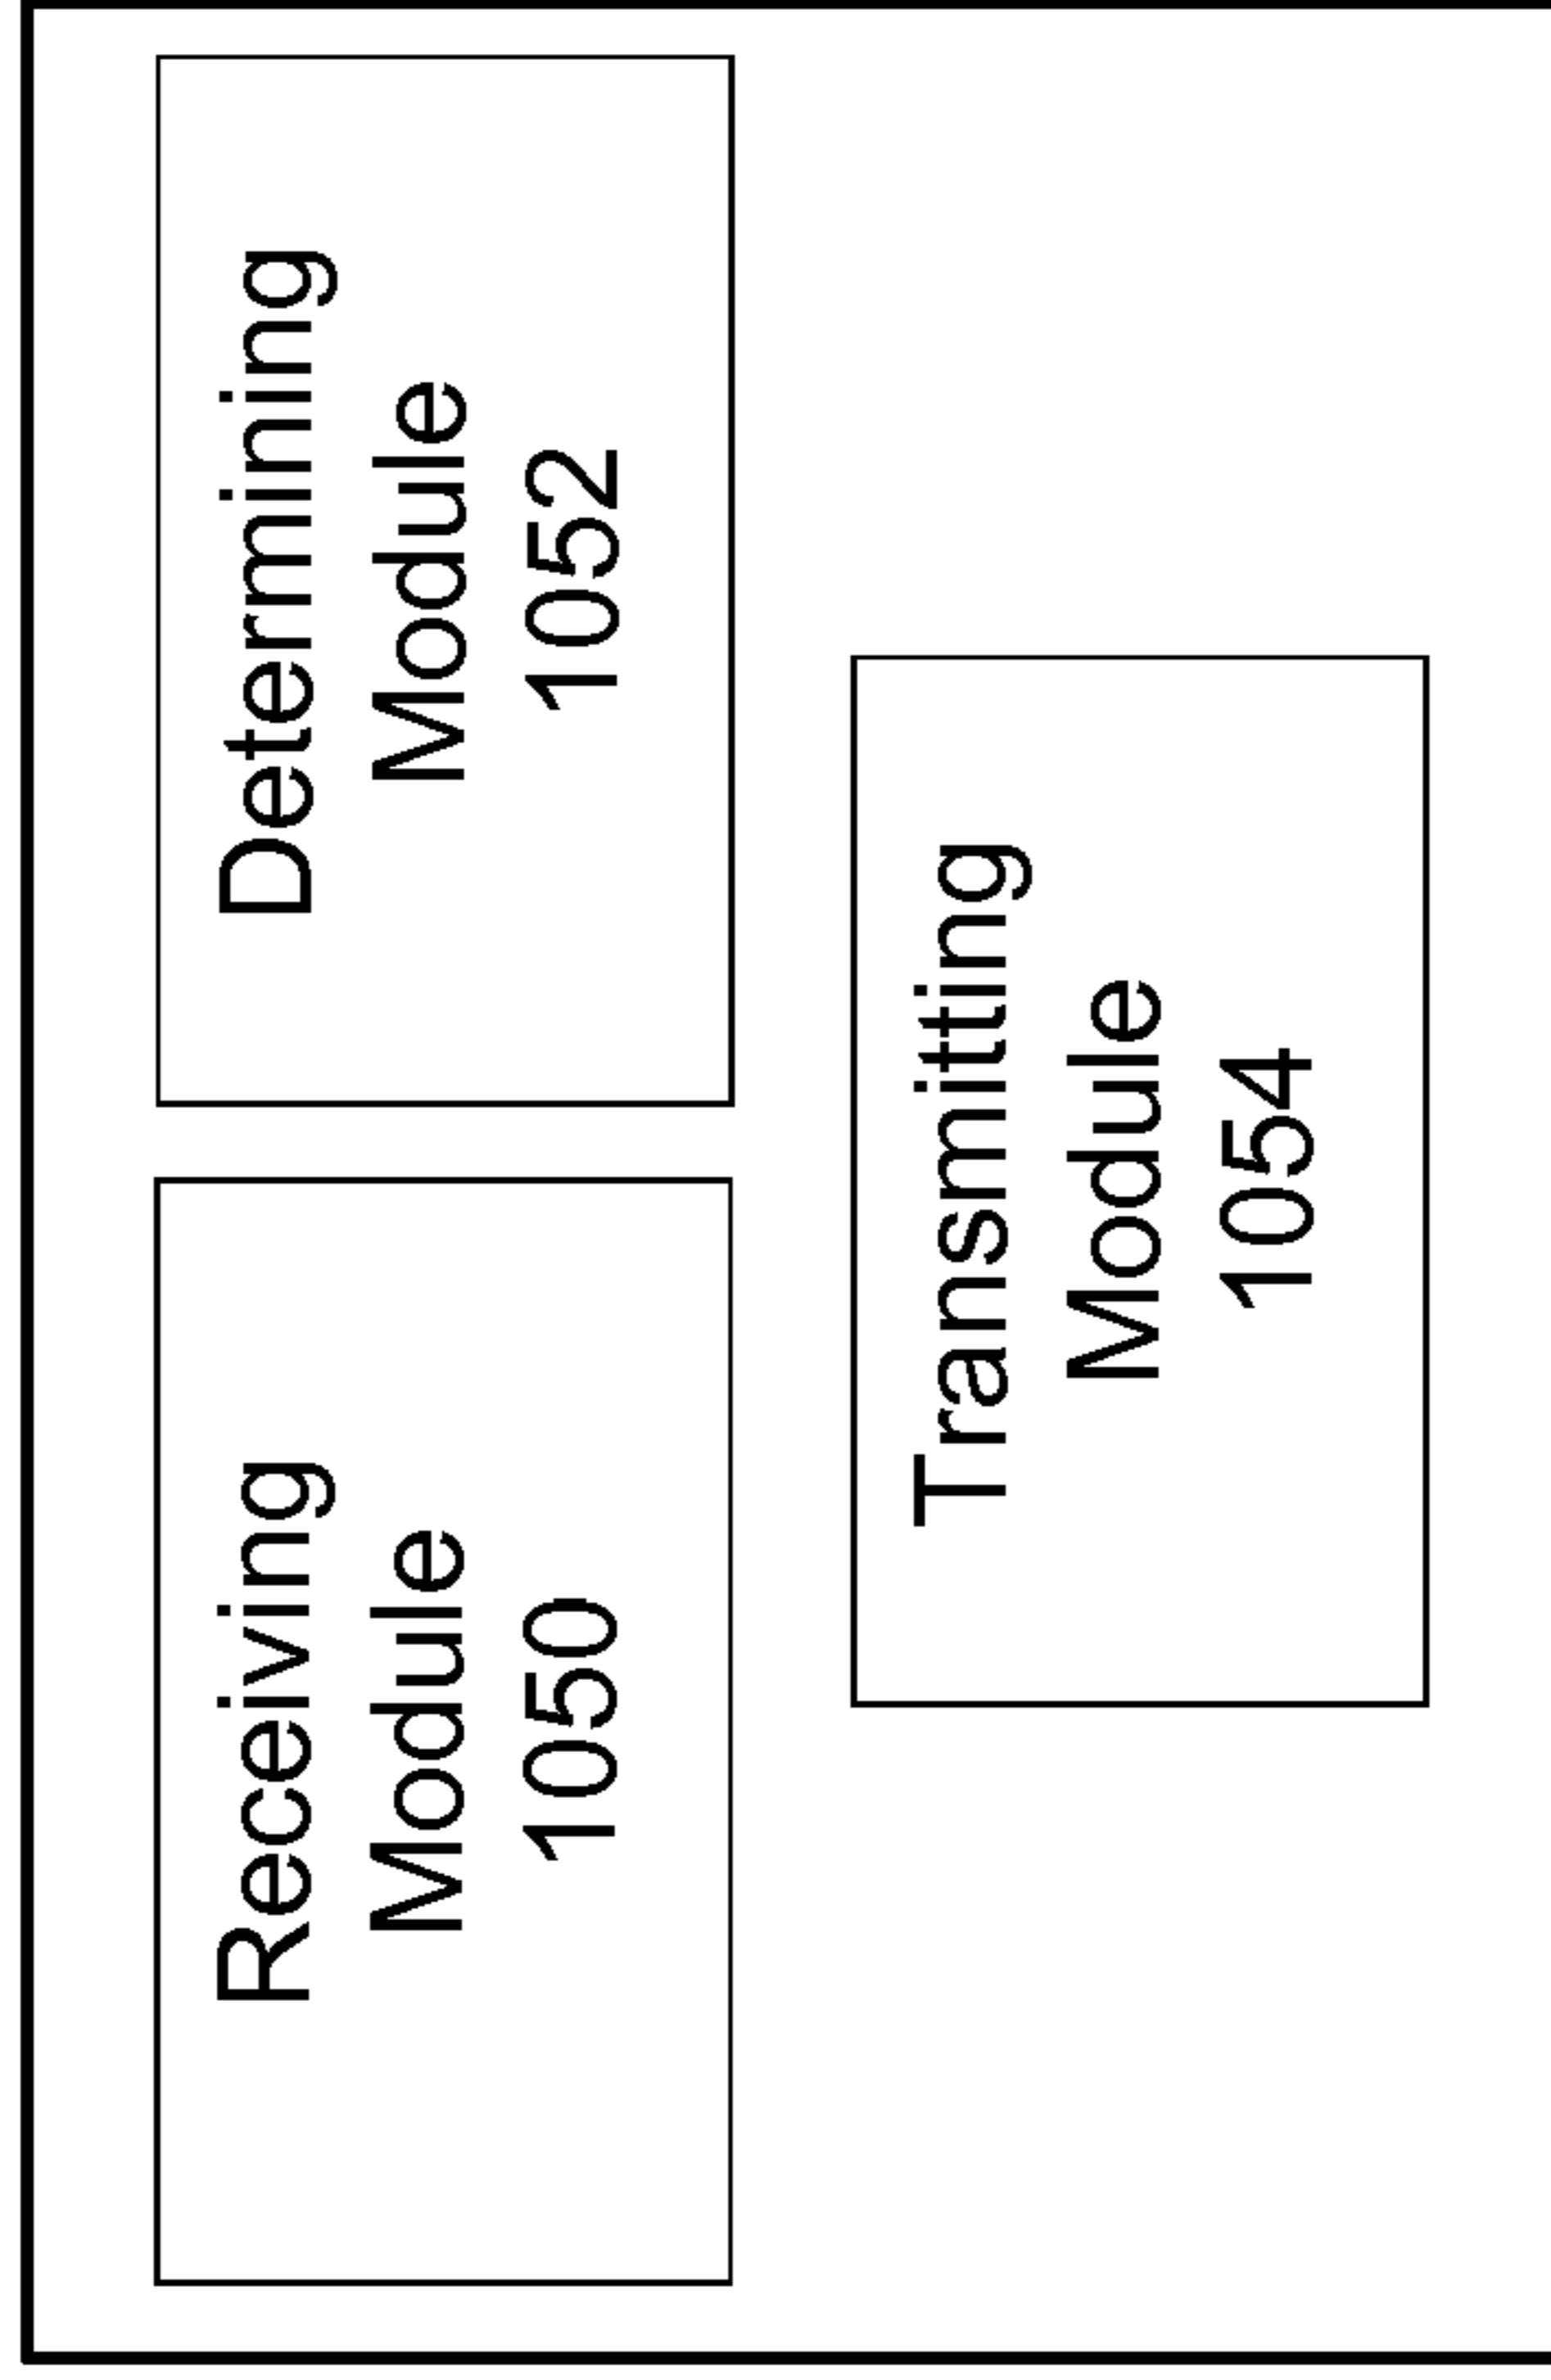 Receiving
Module
1050
Determining
Module
1052
Transmitting
Module
1054